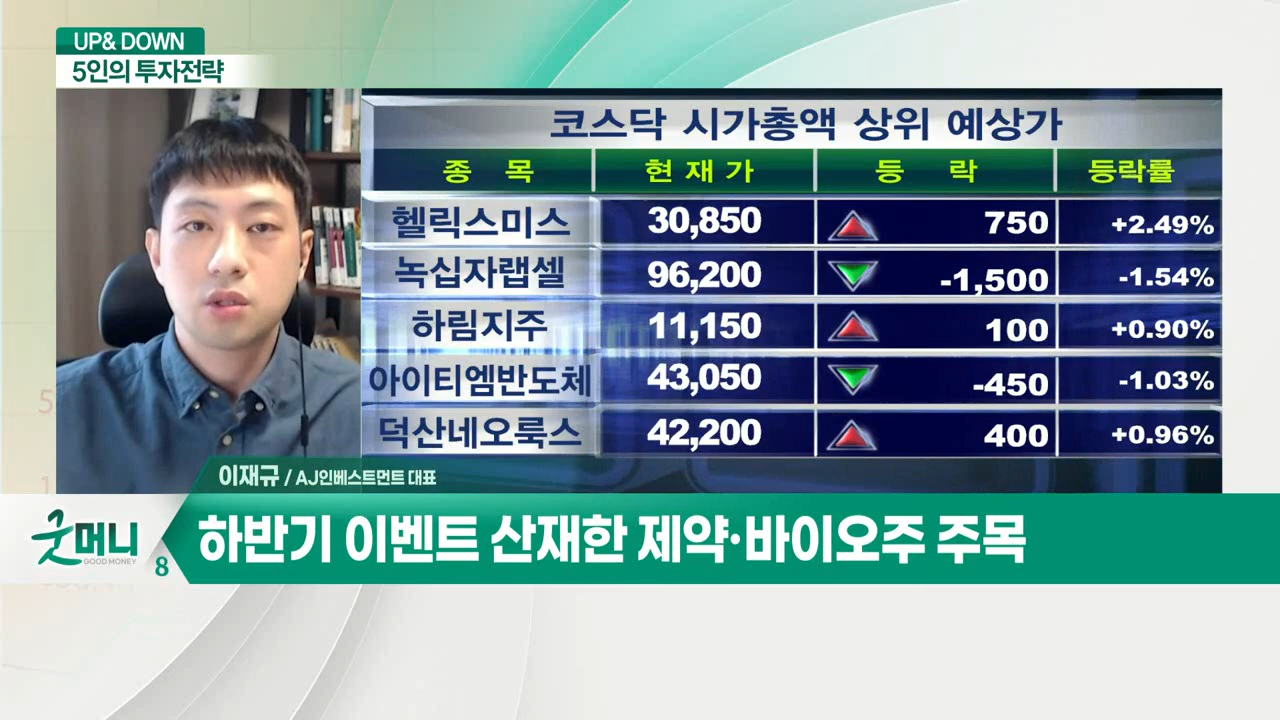 UP& DOWN
5인의 투자전략
코스닥 시가총액 상위 예상가
종 목 현 재 가 등 락 등락률
헬릭스미스 30,850 750 +2.49%
녹십자랩셀 96,200 -1,500 -1.54%
하림지주 11,150 100 +0.90%
아이티엠반도체 43,050 -450 -1.03%
덕산네오룩스 42,200 400 +0.96%
이재규 / AJ인베스트먼트 대표
굿머니
GOOD MONEY
8
하반기 이벤트 산재한 제약·바이오주 주목